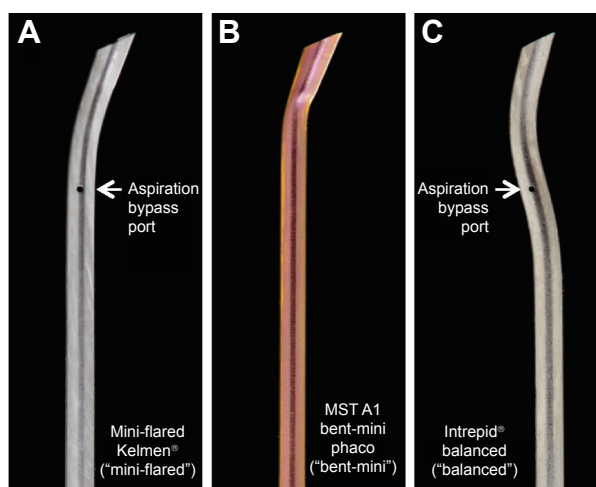 A
B
C
Aspiration
bypass
port
Aspiration
bypass
port
Mini-flared
Kelmen®
("mini-flared")
MST A1
bent-mini
phaco
("bent-mini")
Intrepid®
balanced
("balanced")